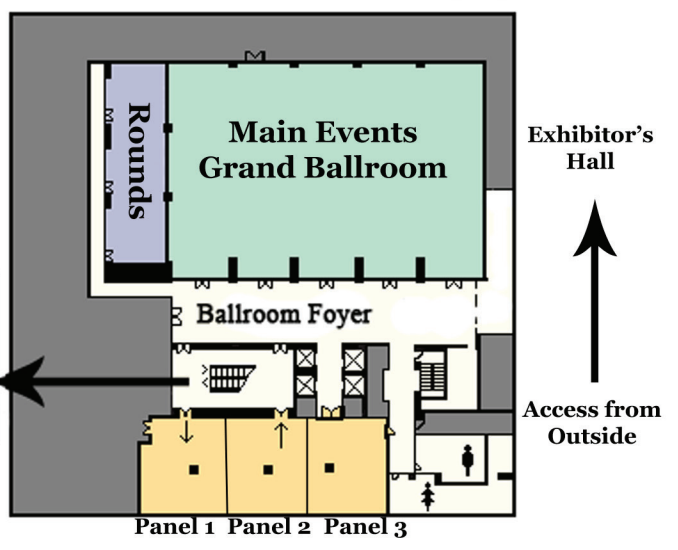 Rounds
Main Events
Grand Ballroom
Exhibitor's
Hall
Ballroom Foyer
Access from
Outside
Panel 1 Panel 2 Panel 3